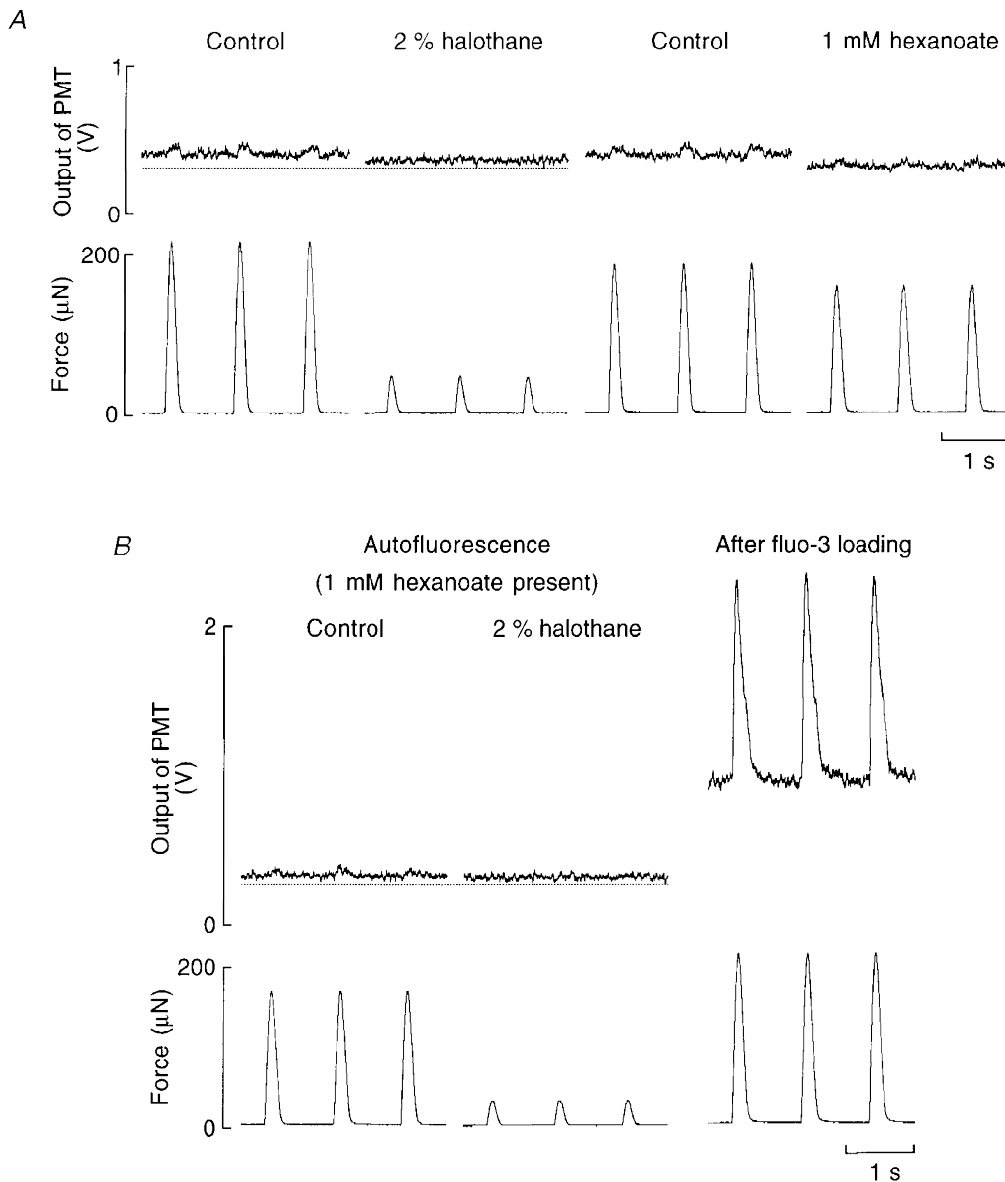 A
Control
2 % halothane
Control
1 mM hexanoate
Output of PMT
(V)
1
0
Force (μN)
200
0
1 s
B
Autofluorescence
(1 mM hexanoate present)
Control
2 % halothane
After fluo-3 loading
Output of PMT
(V)
2
0
Force (μN)
200
0
1 s